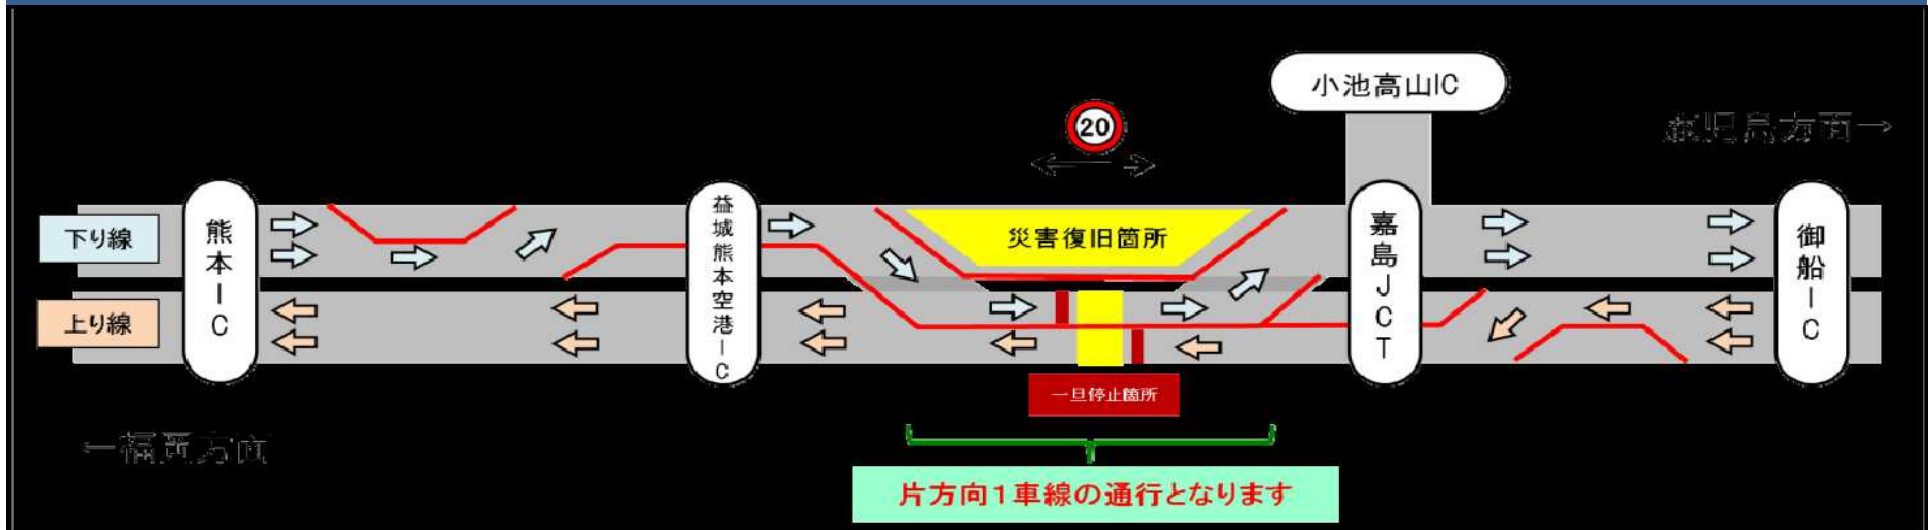 小池高山IC
20
鹿児島方面→
下り線
熊本IC
益城熊本空港IC
災害復旧箇所
嘉島JCT
御船IC
上り線
一旦停止箇所
←福岡方面
片方向1車線の通行となります